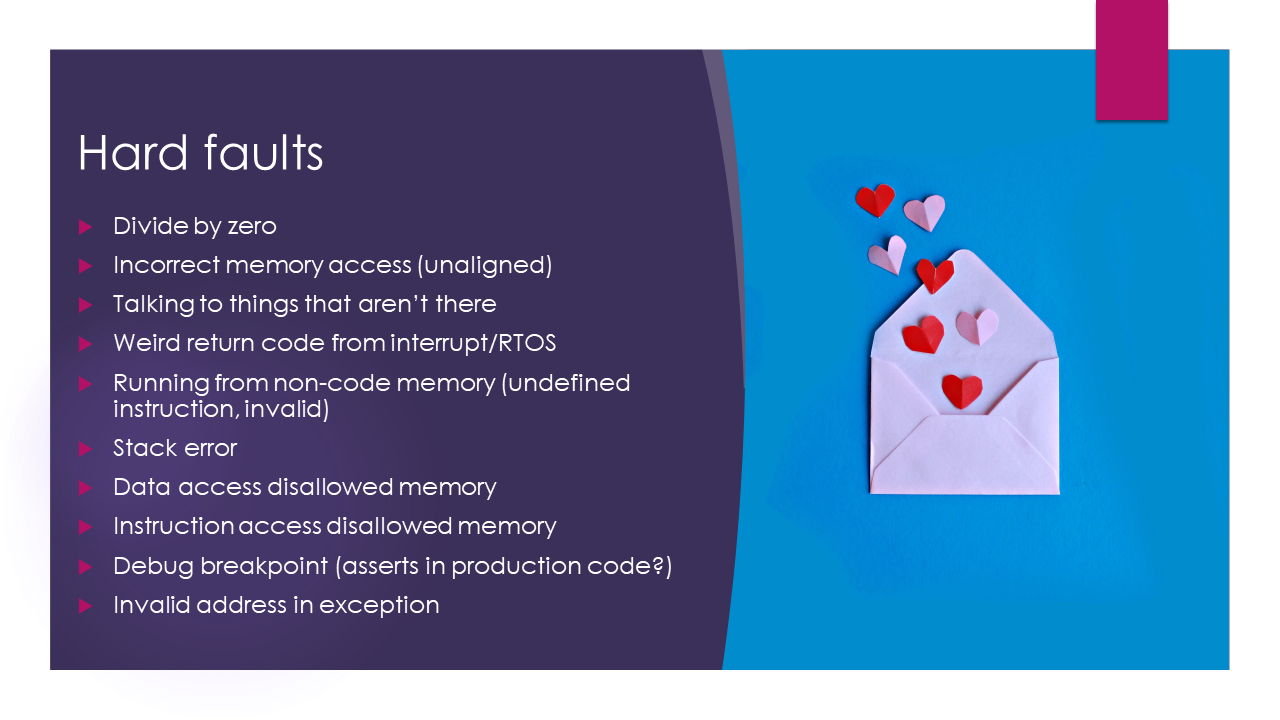 Hard faults
Divide by zero
Incorrect memory access (unaligned)
Talking to things that aren’t there
Weird return code from interrupt/RTOS
Running from non-code memory (undefined
instruction, invalid)
Stack error
Data access disallowed memory
Instruction access disallowed memory
Debug breakpoint (asserts in production code?)
Invalid address in exception